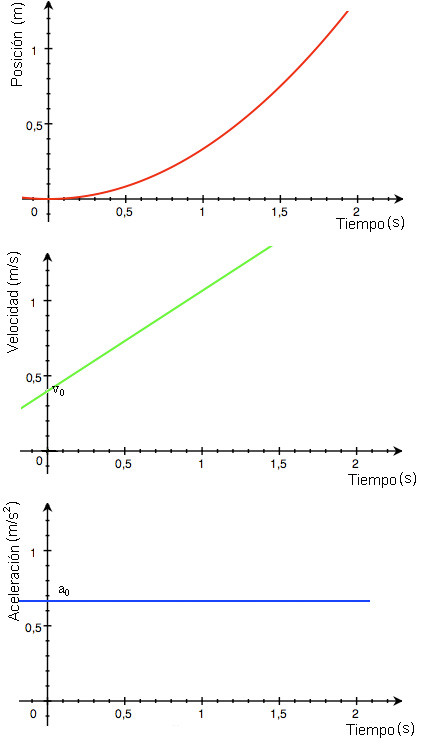 Posición (m)
1
0,5
0
0,5
1
1,5
2
Tiempo (s)
Velocidad (m/s)
1
0,5
v0
0
0,5
1
1,5
2
Tiempo (s)
Aceleración (m/s²)
1
a0
0,5
0
0,5
1
1,5
2
Tiempo (s)